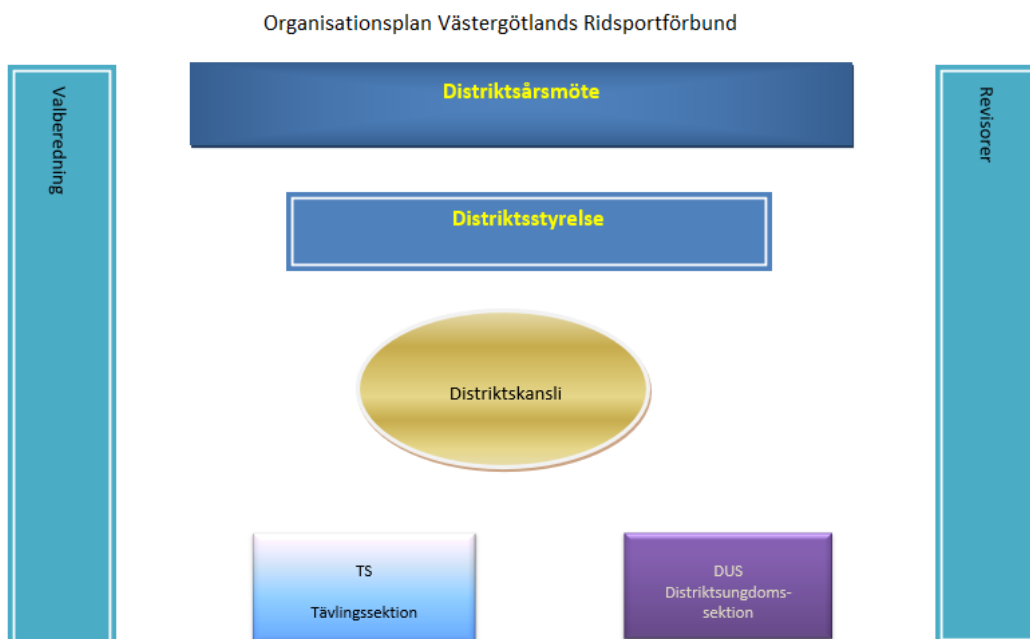 Organisationsplan Västergötlands Ridsportförbund
Valberedning
Distriktsårsmöte
Revisorer
Distriktsstyrelse
Distriktskansli
TS
Tävlingssektion
DUS
Distriktsungdoms-
sektion